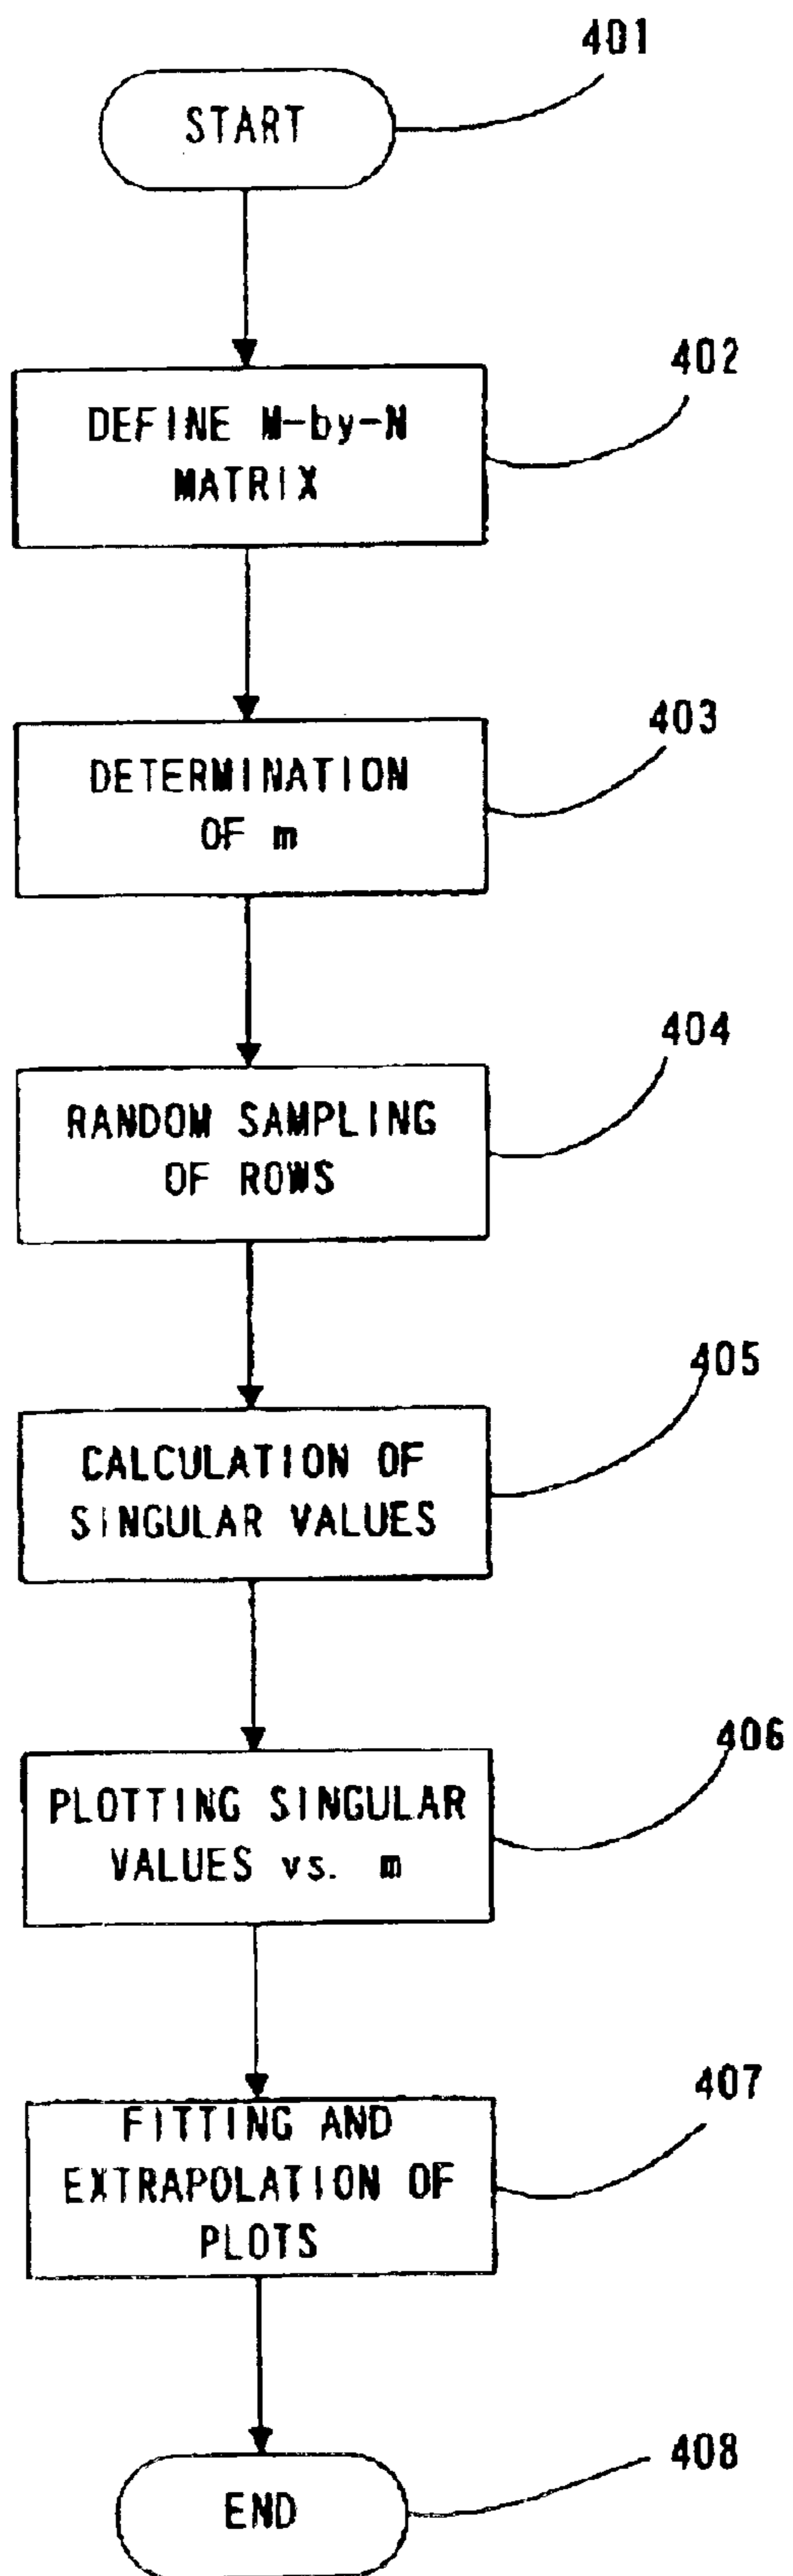 401
START
402
DEFINE M-by-N
MATRIX
403
DETERMINATION
OF m
404
RANDOM SAMPLING
OF ROWS
405
CALCULATION OF
SINGULAR VALUES
406
PLOTTING SINGULAR
VALUES vs. m
407
FITTING AND
EXTRAPOLATION OF
PLOTS
408
END